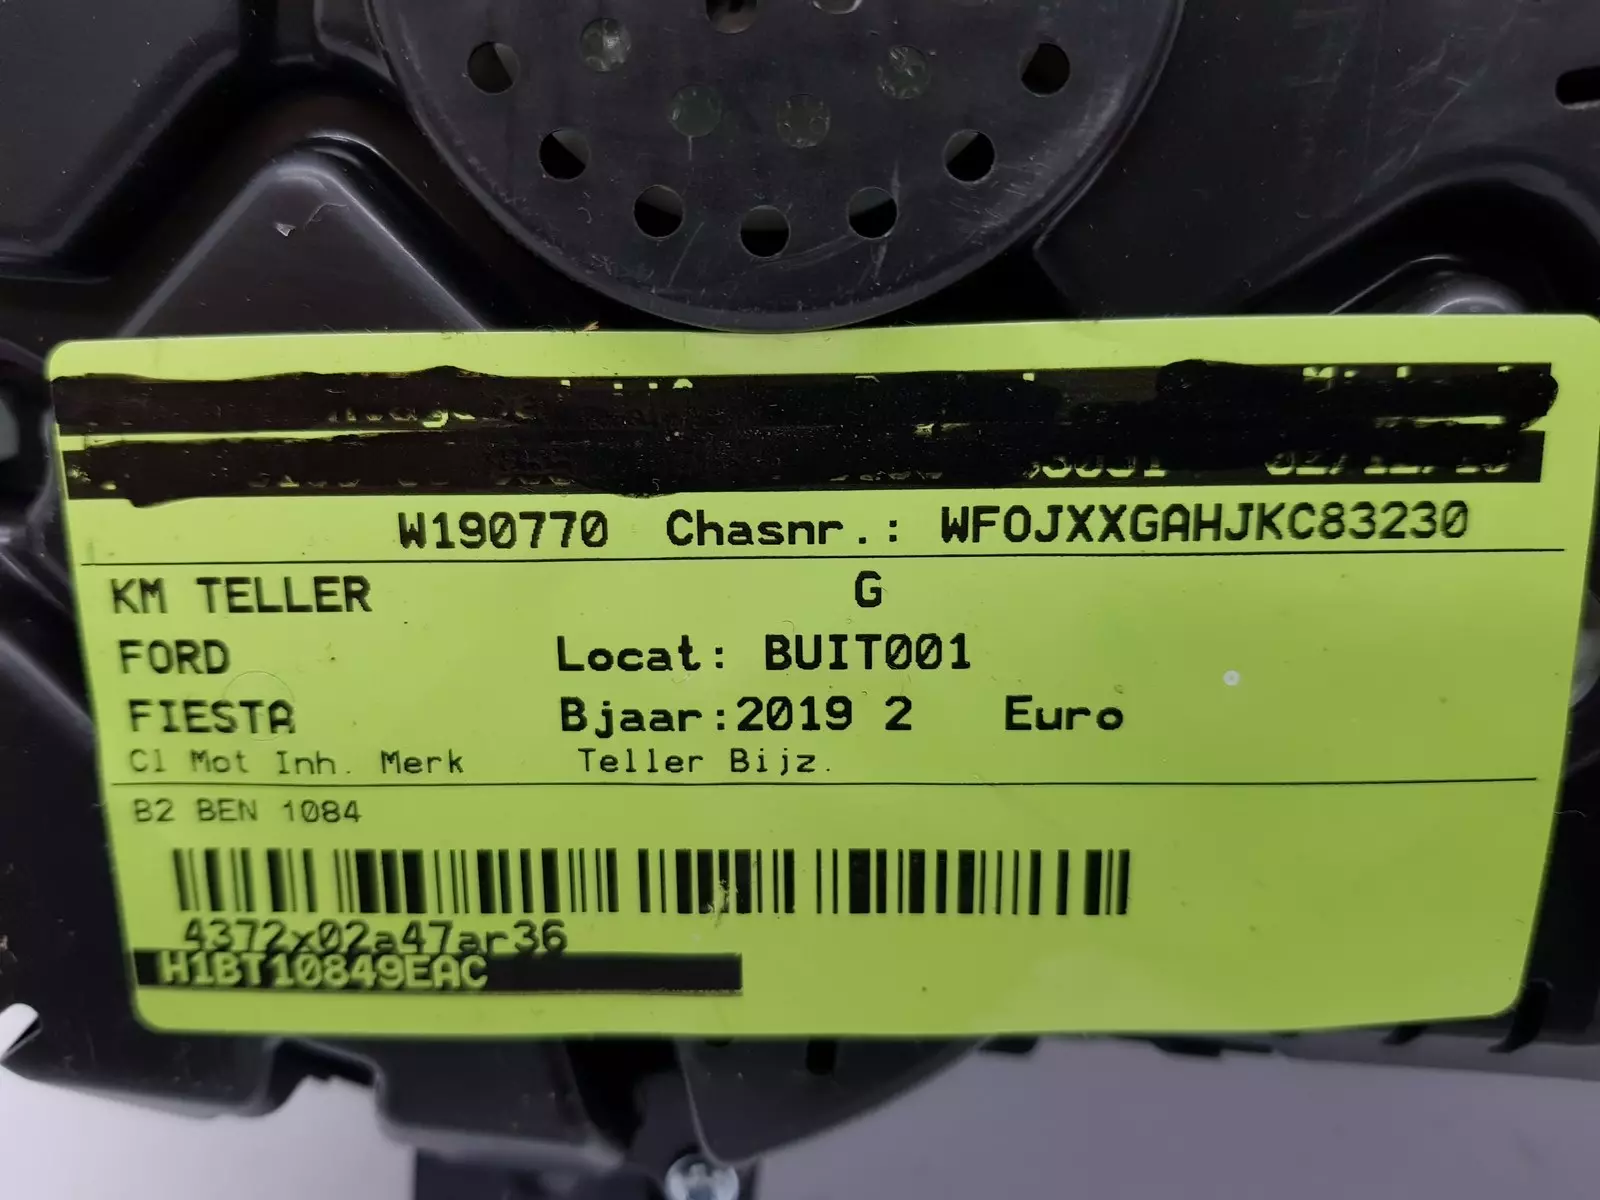 W190770 Chasnr.: WF0JXXGAHJKC83230
KM TELLER G
FORD Locat: BUIT001
FIESTA Bjaar:2019 2 Euro
Cl Mot Inh. Merk Teller Bijz.
B2 BEN 1084
4372x02a47ar36
H1BT10849EAC